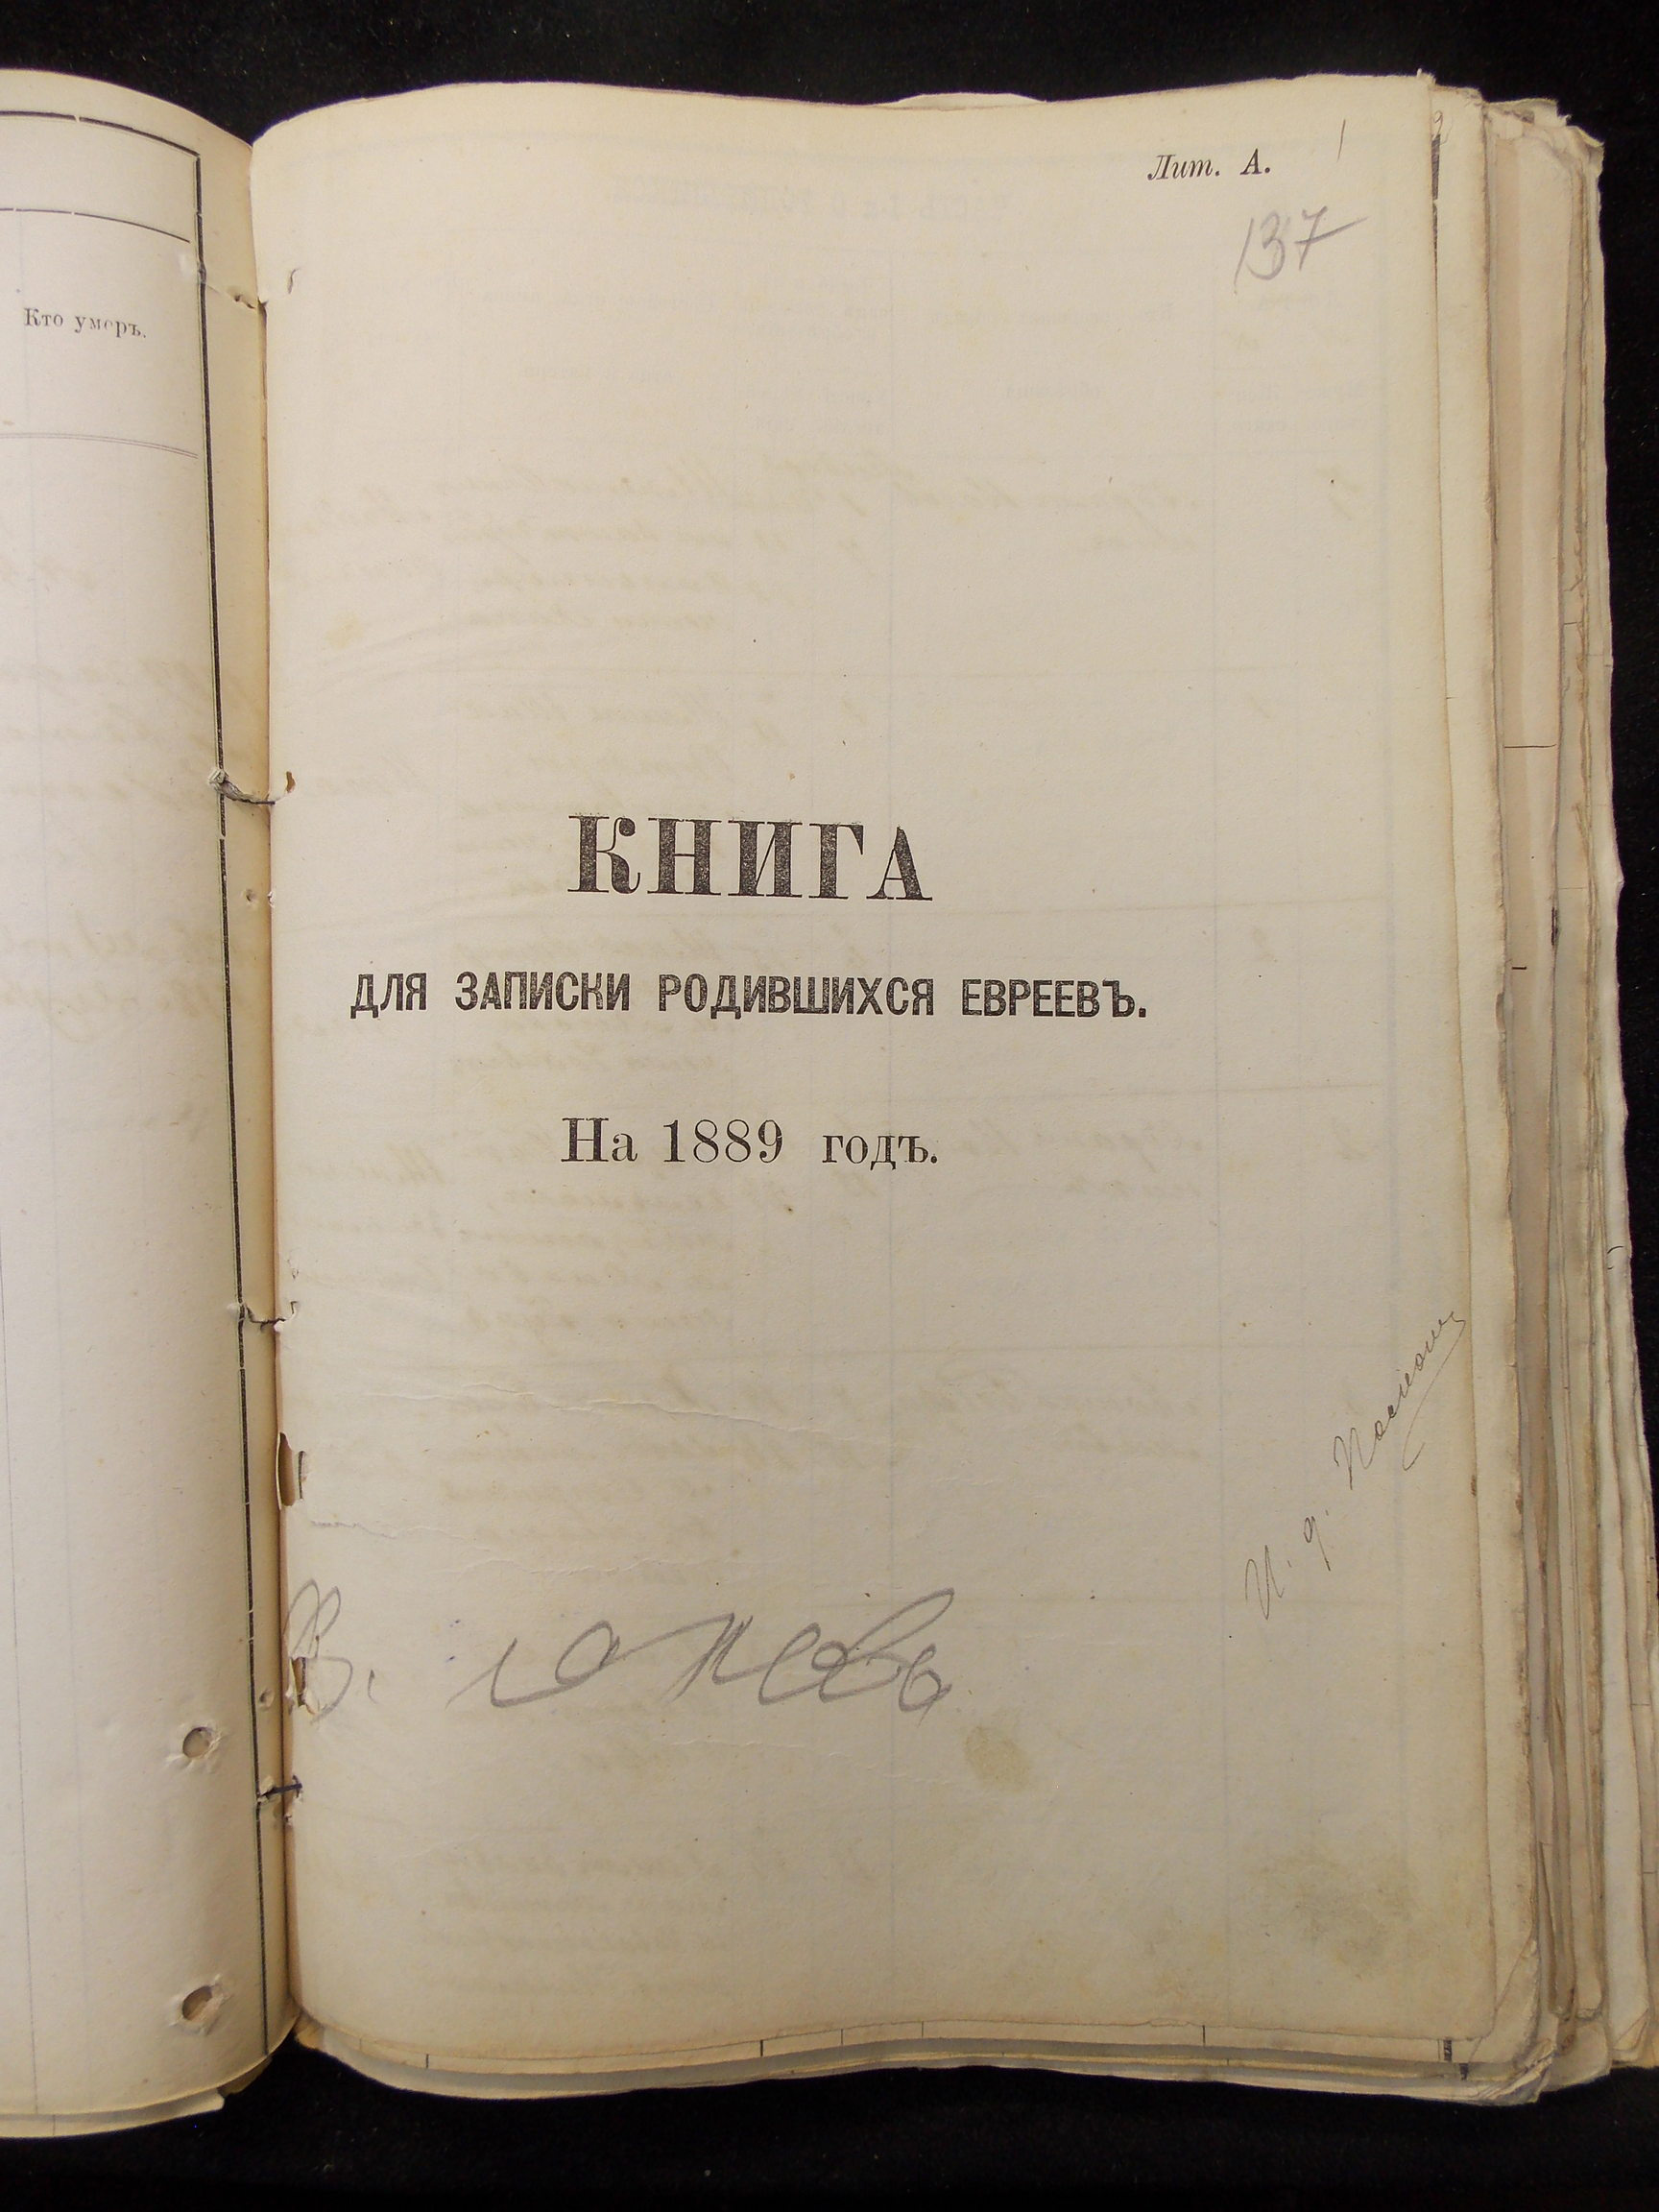 Кто умеръ.
Лит. А.
137
КНИГА
ДЛЯ ЗАПИСКИ РОДИВШИХСЯ ЕВРЕЕВЪ.
На 1889 годъ.
И. д.
В.